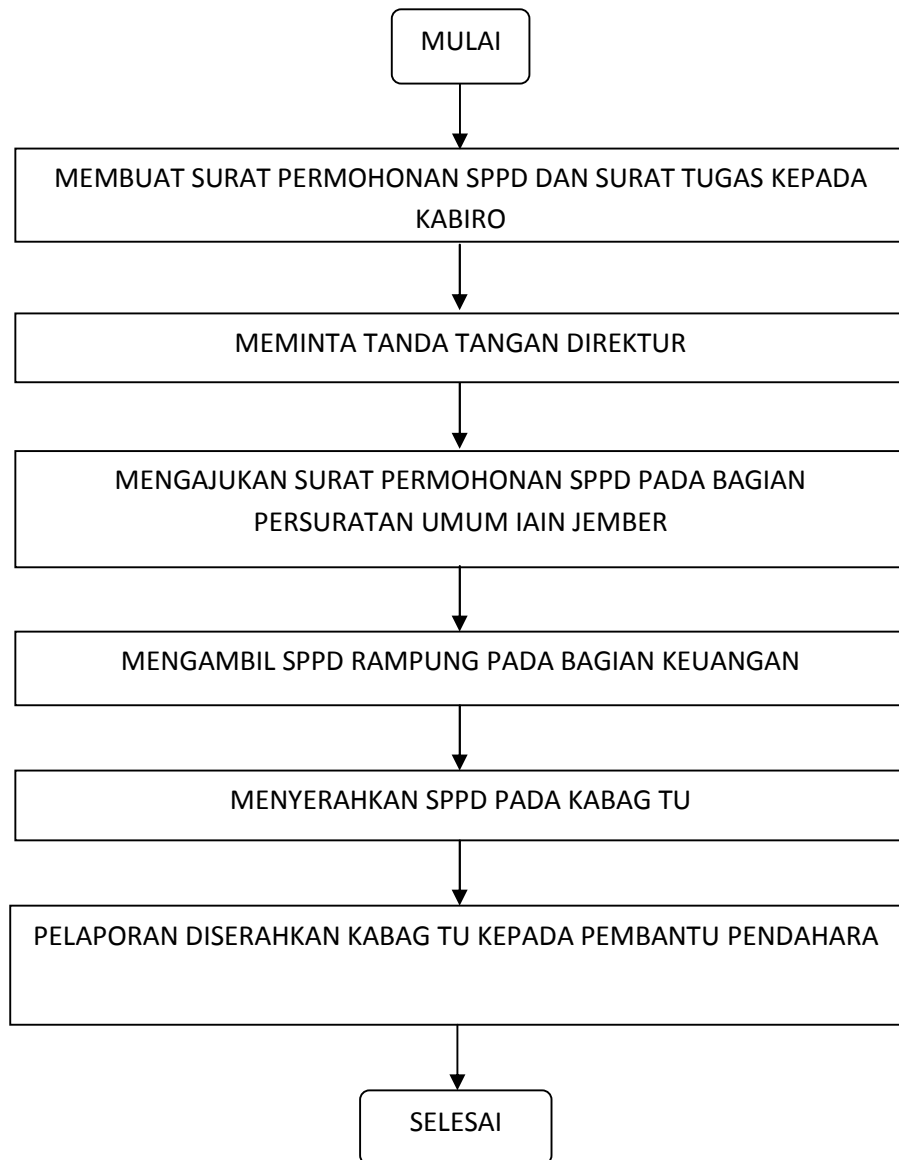 MULAI
MEMBUAT SURAT PERMOHONAN SPPD DAN SURAT TUGAS KEPADA
KABIRO
MEMINTA TANDA TANGAN DIREKTUR
MENGAJUKAN SURAT PERMOHONAN SPPD PADA BAGIAN
PERSURATAN UMUM IAIN JEMBER
MENGAMBIL SPPD RAMPUNG PADA BAGIAN KEUANGAN
MENYERAHKAN SPPD PADA KABAG TU
PELAPORAN DISERAHKAN KABAG TU KEPADA PEMBANTU PENDAHARA
SELESAI